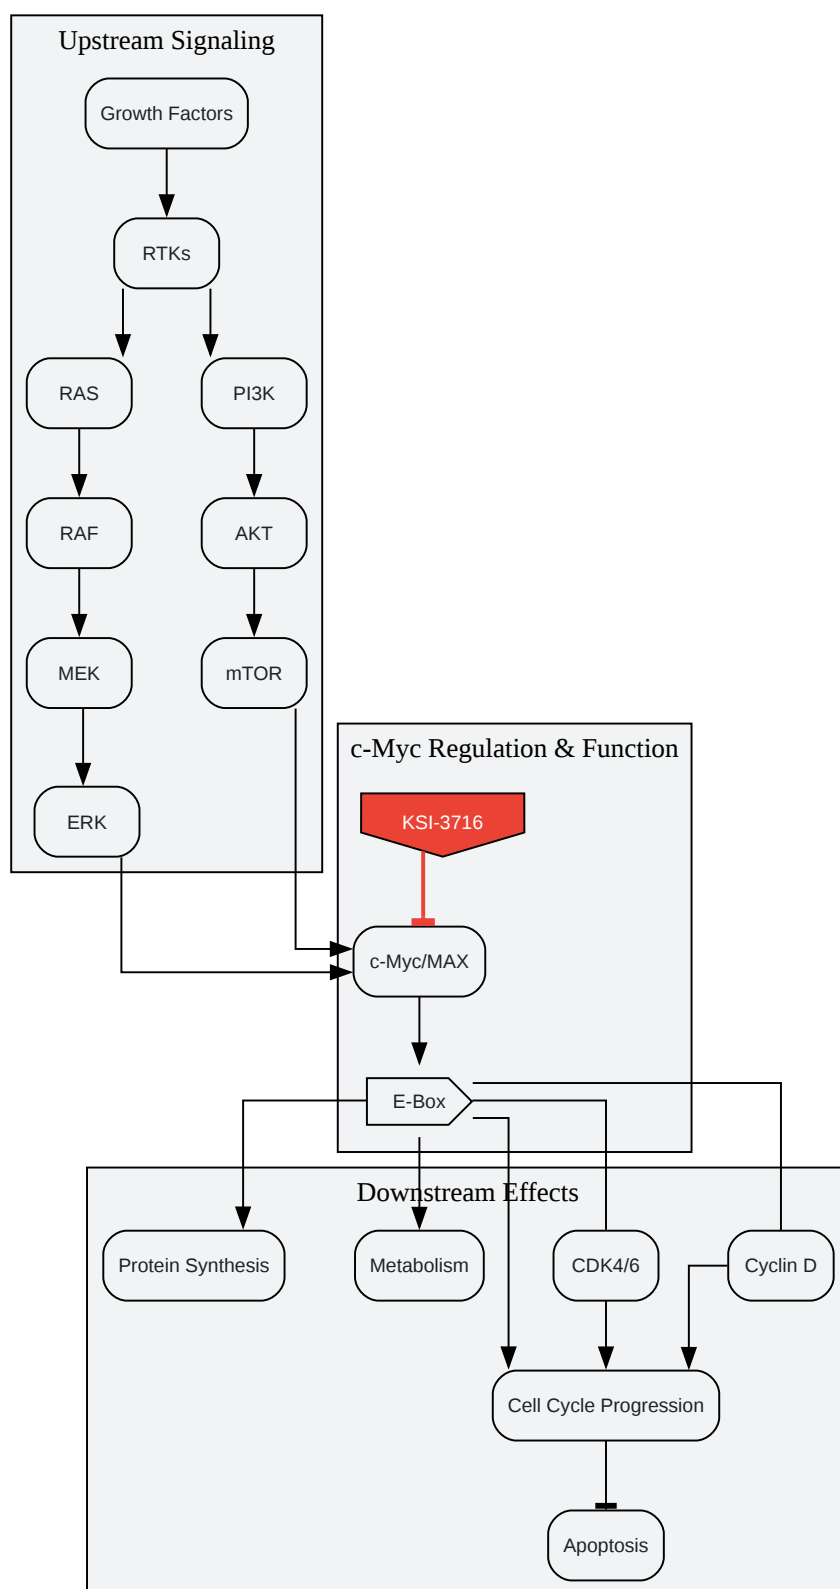 Upstream Signaling
Growth Factors
RTKs
RAS
PI3K
RAF
AKT
MEK
mTOR
ERK
c-Myc Regulation & Function
KSI-3716
c-Myc/MAX
E-Box
Downstream Effects
Protein Synthesis
Metabolism
CDK4/6
Cyclin D
Cell Cycle Progression
Apoptosis